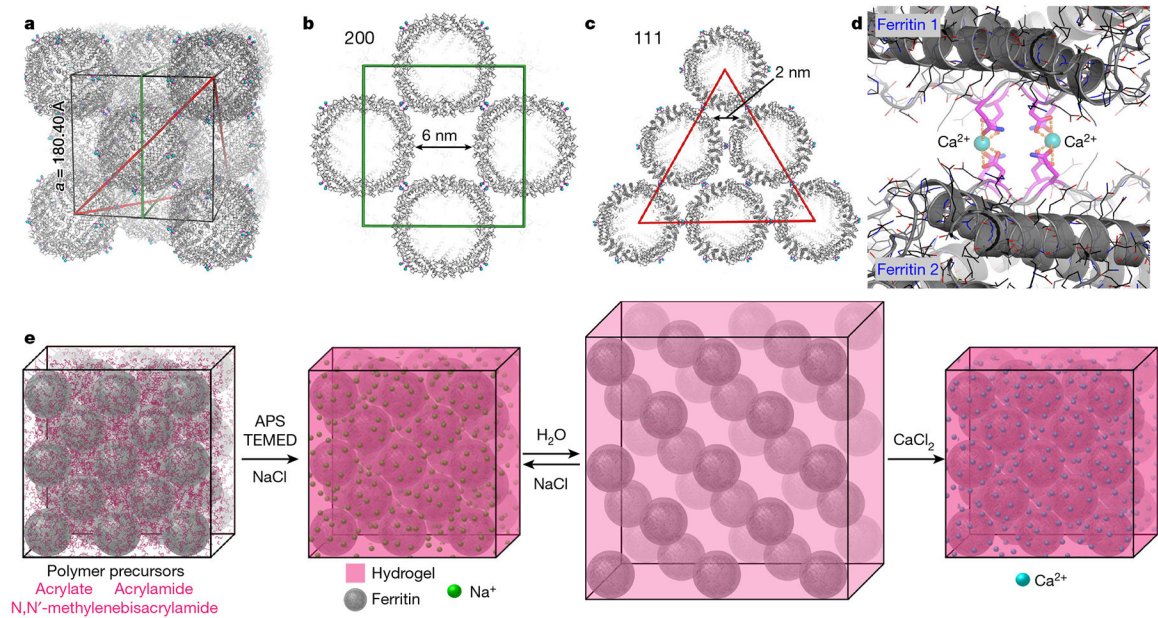 a
a = 180.40Å
b
200
6 nm
c
111
2 nm
d
Ferritin 1
Ca²⁺
Ca²⁺
Ferritin 2
e
APS
TEMED
NaCl
H₂O
NaCl
CaCl₂
Polymer precursors
Acrylate Acrylamide
N,N′-methylenebisacrylamide
Hydrogel
Ferritin
Na⁺
Ca²⁺